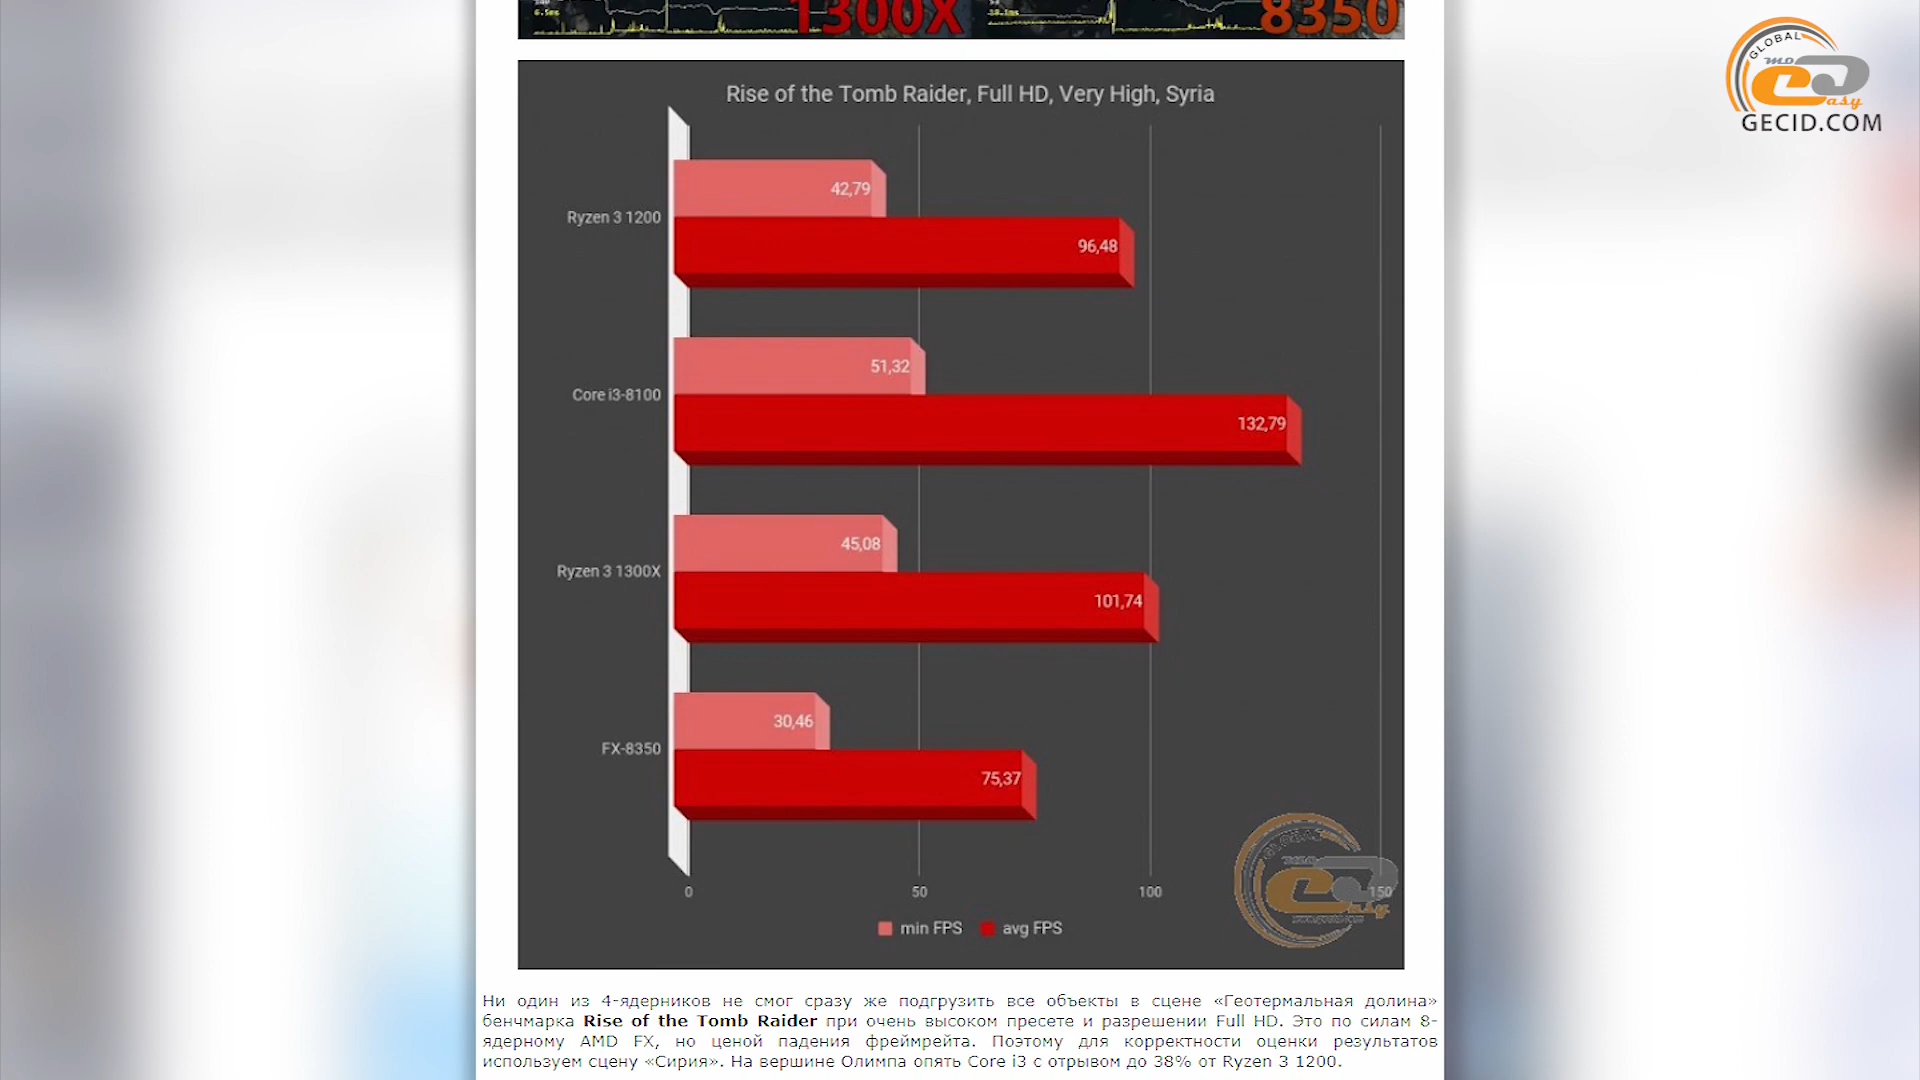 6.5ms
1300X
8350
GLOBAL
easy
GECID.COM
Rise of the Tomb Raider, Full HD, Very High, Syria
42,79
Ryzen 3 1200
96,48
51,32
Core i3-8100
132,79
45,08
Ryzen 3 1300X
101,74
30,46
FX-8350
75,37
0 50 100 150
min FPS avg FPS
Ни один из 4-ядерников не смог сразу же подгрузить все объекты в сцене «Геотермальная долина»
бенчмарка Rise of the Tomb Raider при очень высоком пресете и разрешении Full HD. Это по силам 8-
ядерному AMD FX, но ценой падения фреймрейта. Поэтому для корректности оценки результатов
используем сцену «Сирия». На вершине Олимпа опять Core i3 с отрывом до 38% от Ryzen 3 1200.